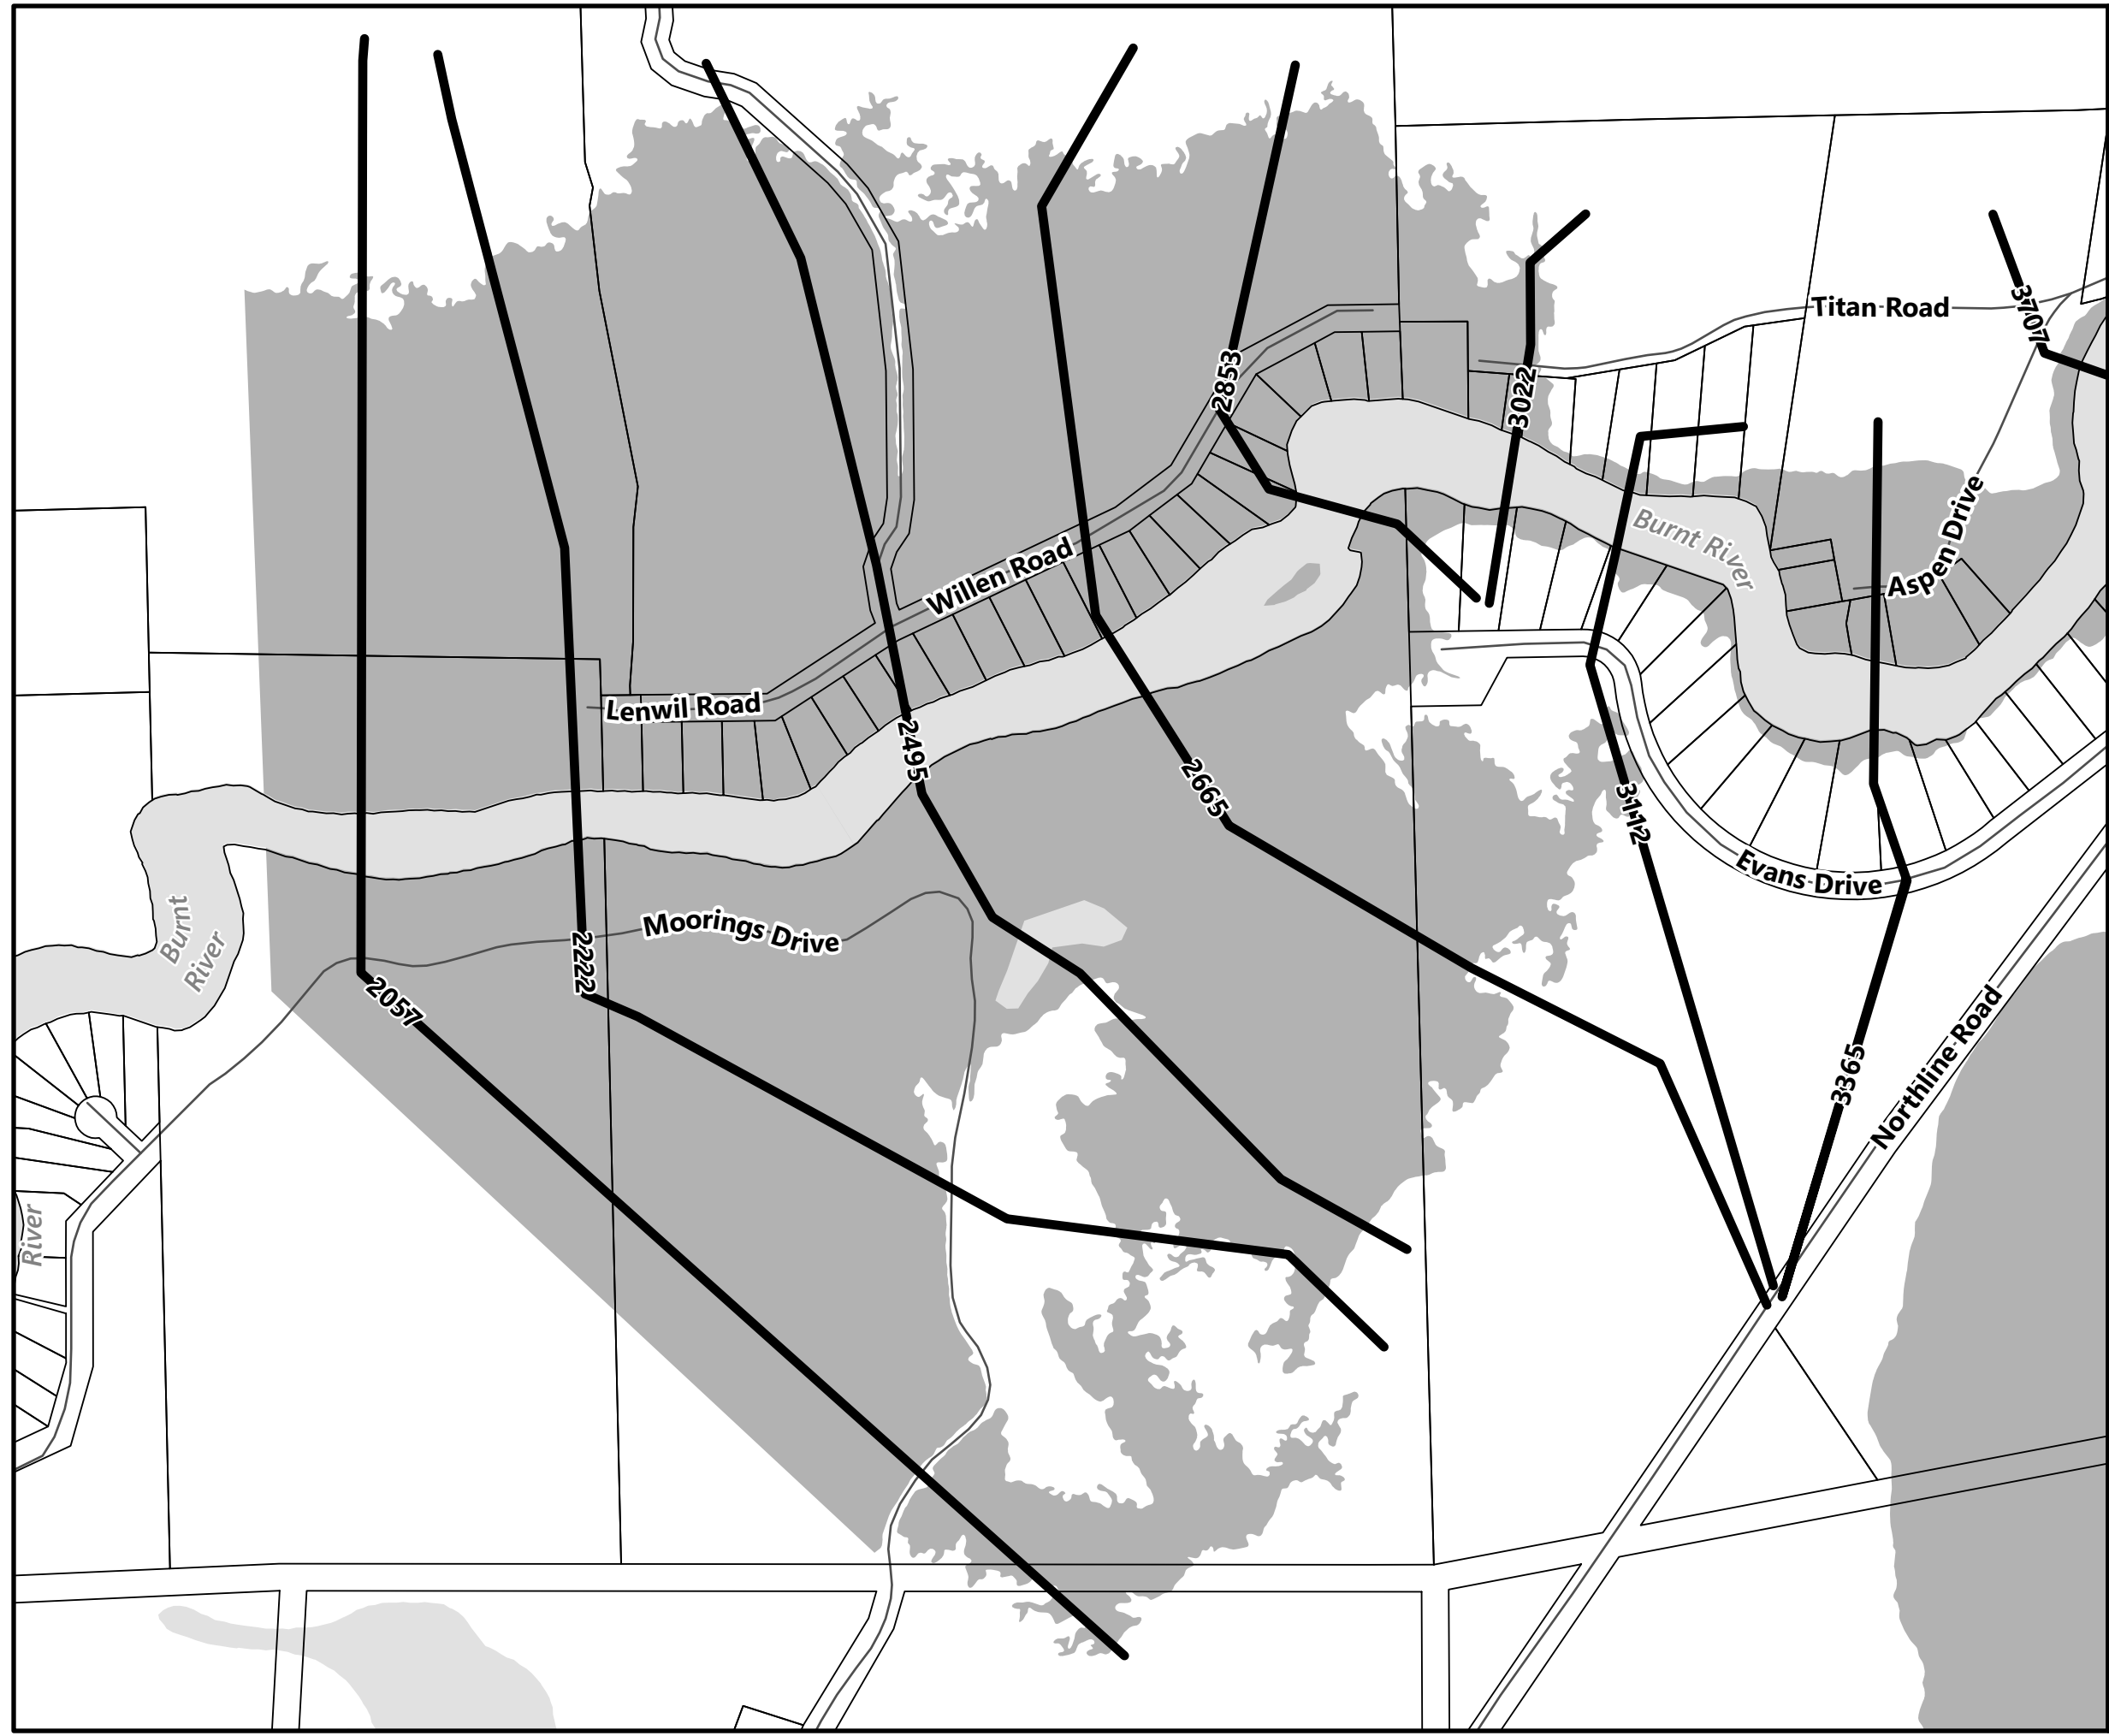 Titan Road
3707
2853
3022
Burnt River
Aspen Drive
Willen Road
Lenwil Road
2495
2665
3112
Evans Drive
Burnt
River
Moorings Drive
2222
2057
Northline Road
3365
River